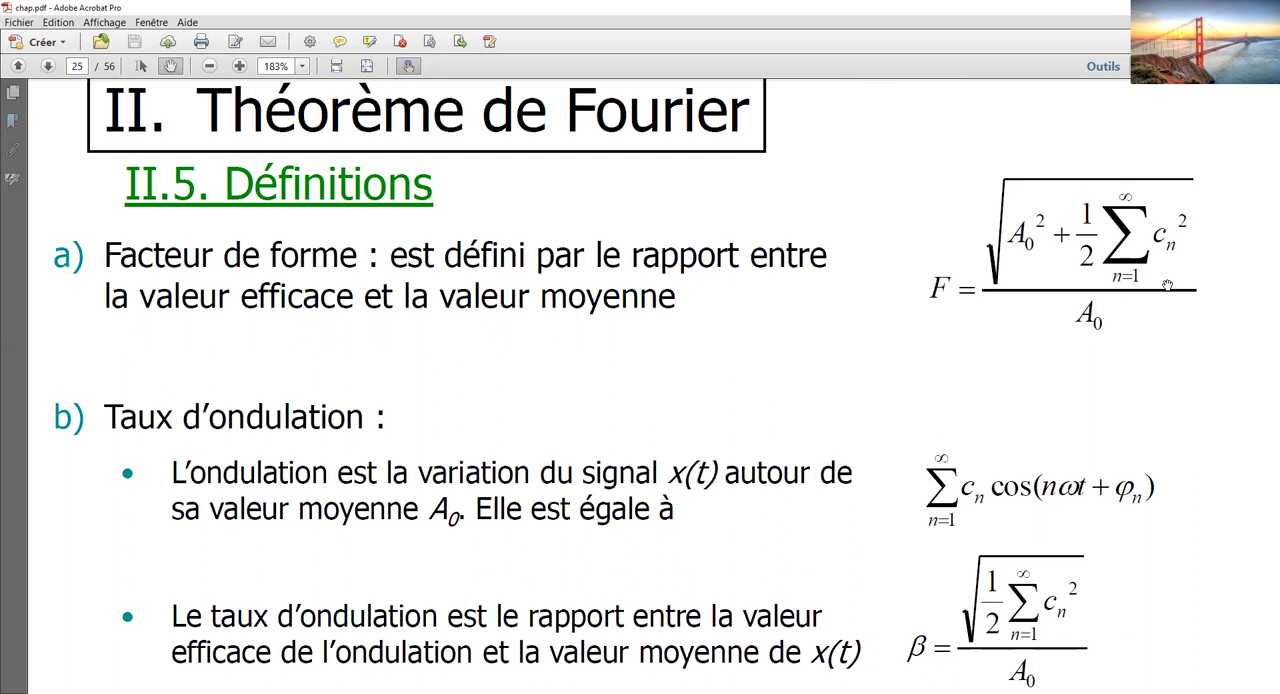 chap.pdf - Adobe Acrobat Pro
Fichier Edition Affichage Fenêtre Aide
Créer
25 / 56 183% Outils
II. Théorème de Fourier
II.5. Définitions
a) Facteur de forme : est défini par le rapport entre
la valeur efficace et la valeur moyenne
F = √(A₀² + 1/2 ∑_{n=1}^{∞} cₙ²) / A₀
b) Taux d’ondulation :
• L’ondulation est la variation du signal x(t) autour de
sa valeur moyenne A₀. Elle est égale à
∑_{n=1}^{∞} cₙ cos(nωt + φₙ)
• Le taux d’ondulation est le rapport entre la valeur
efficace de l’ondulation et la valeur moyenne de x(t)
β = √(1/2 ∑_{n=1}^{∞} cₙ²) / A₀